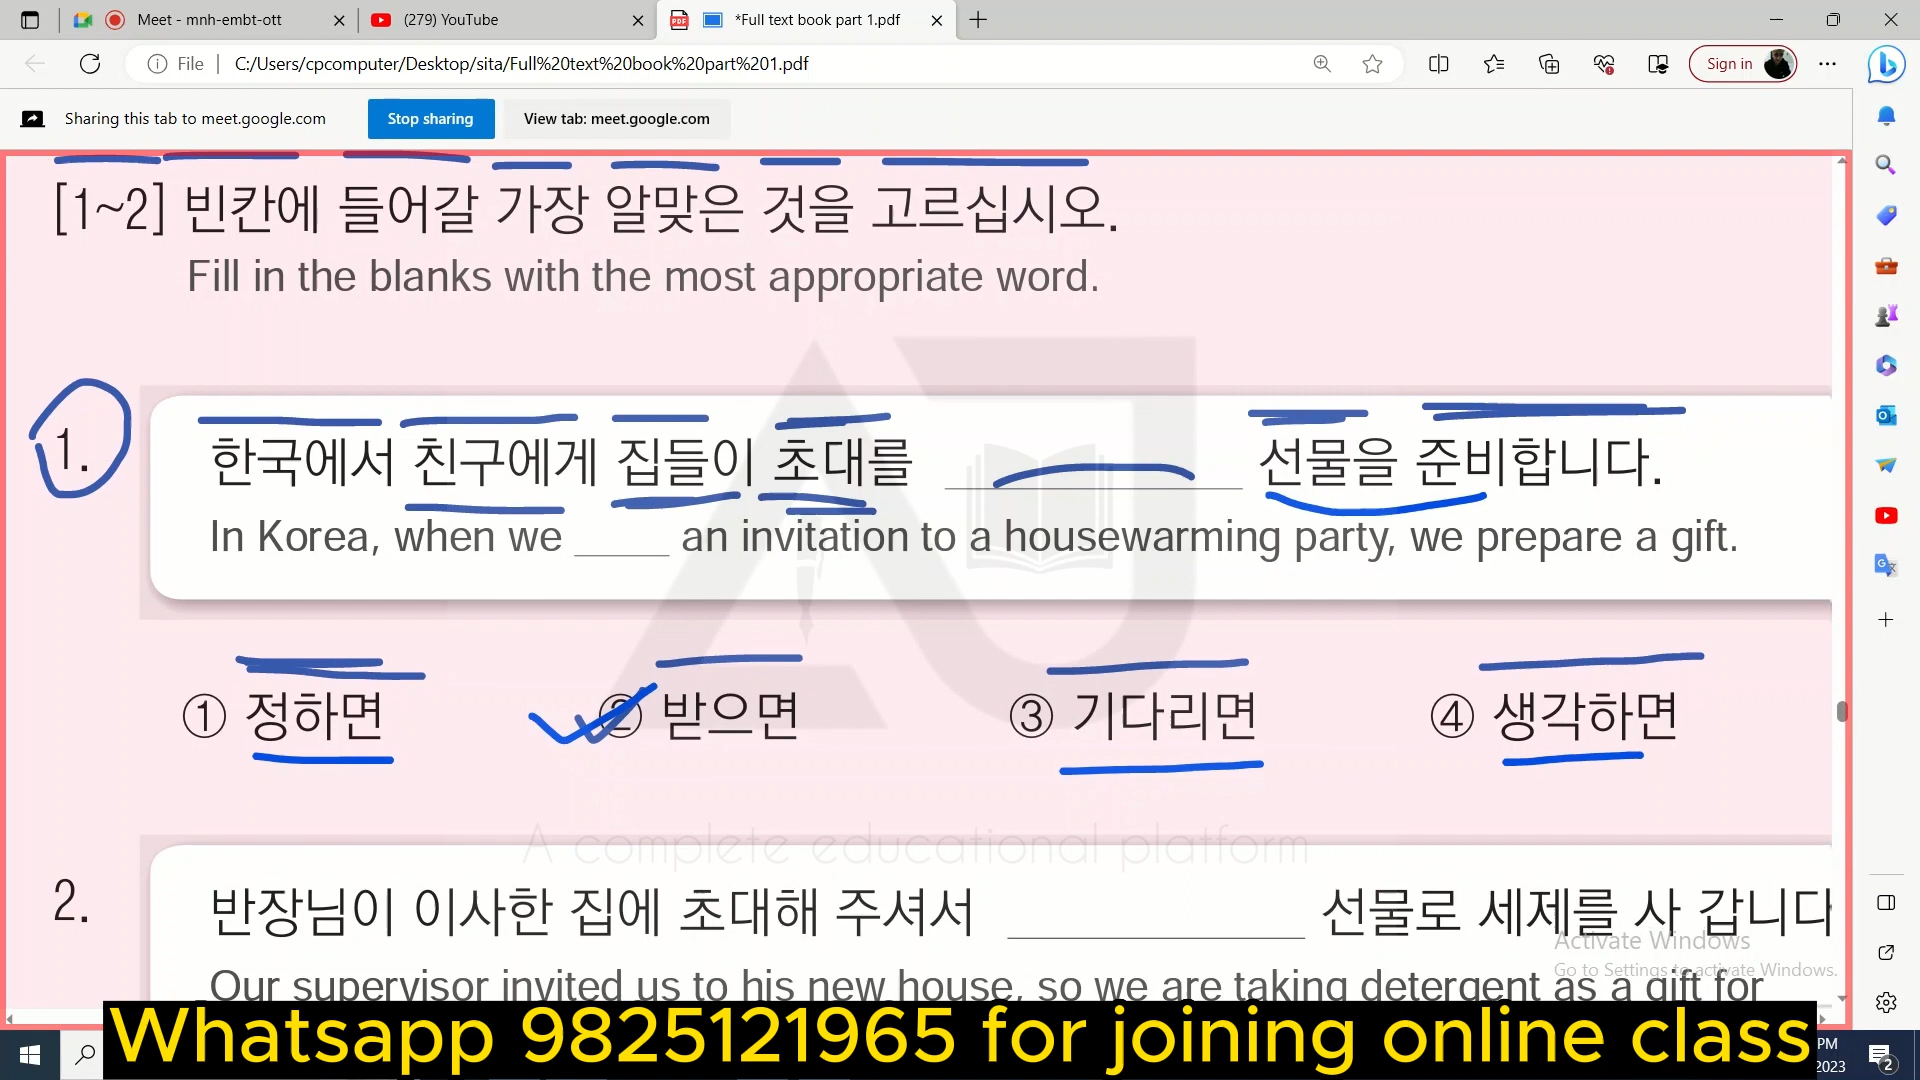 Meet - mnh-embt-ott
(279) YouTube
*Full text book part 1.pdf
File
C:/Users/cpcomputer/Desktop/sita/Full%20text%20book%20part%201.pdf
Sign in
Sharing this tab to meet.google.com
Stop sharing
View tab: meet.google.com
[1~2] 빈칸에 들어갈 가장 알맞은 것을 고르십시오.
Fill in the blanks with the most appropriate word.
1.
한국에서 친구에게 집들이 초대를 __________ 선물을 준비합니다.
In Korea, when we ____ an invitation to a housewarming party, we prepare a gift.
① 정하면 ② 받으면 ③ 기다리면 ④ 생각하면
A complete educational platform
2.
반장님이 이사한 집에 초대해 주셔서 __________ 선물로 세제를 사 갑니다
Activate Windows
Go to Settings to activate Windows.
Our supervisor invited us to his new house, so we are taking detergent as a gift for
Whatsapp 9825121965 for joining online class
PM
2023
2